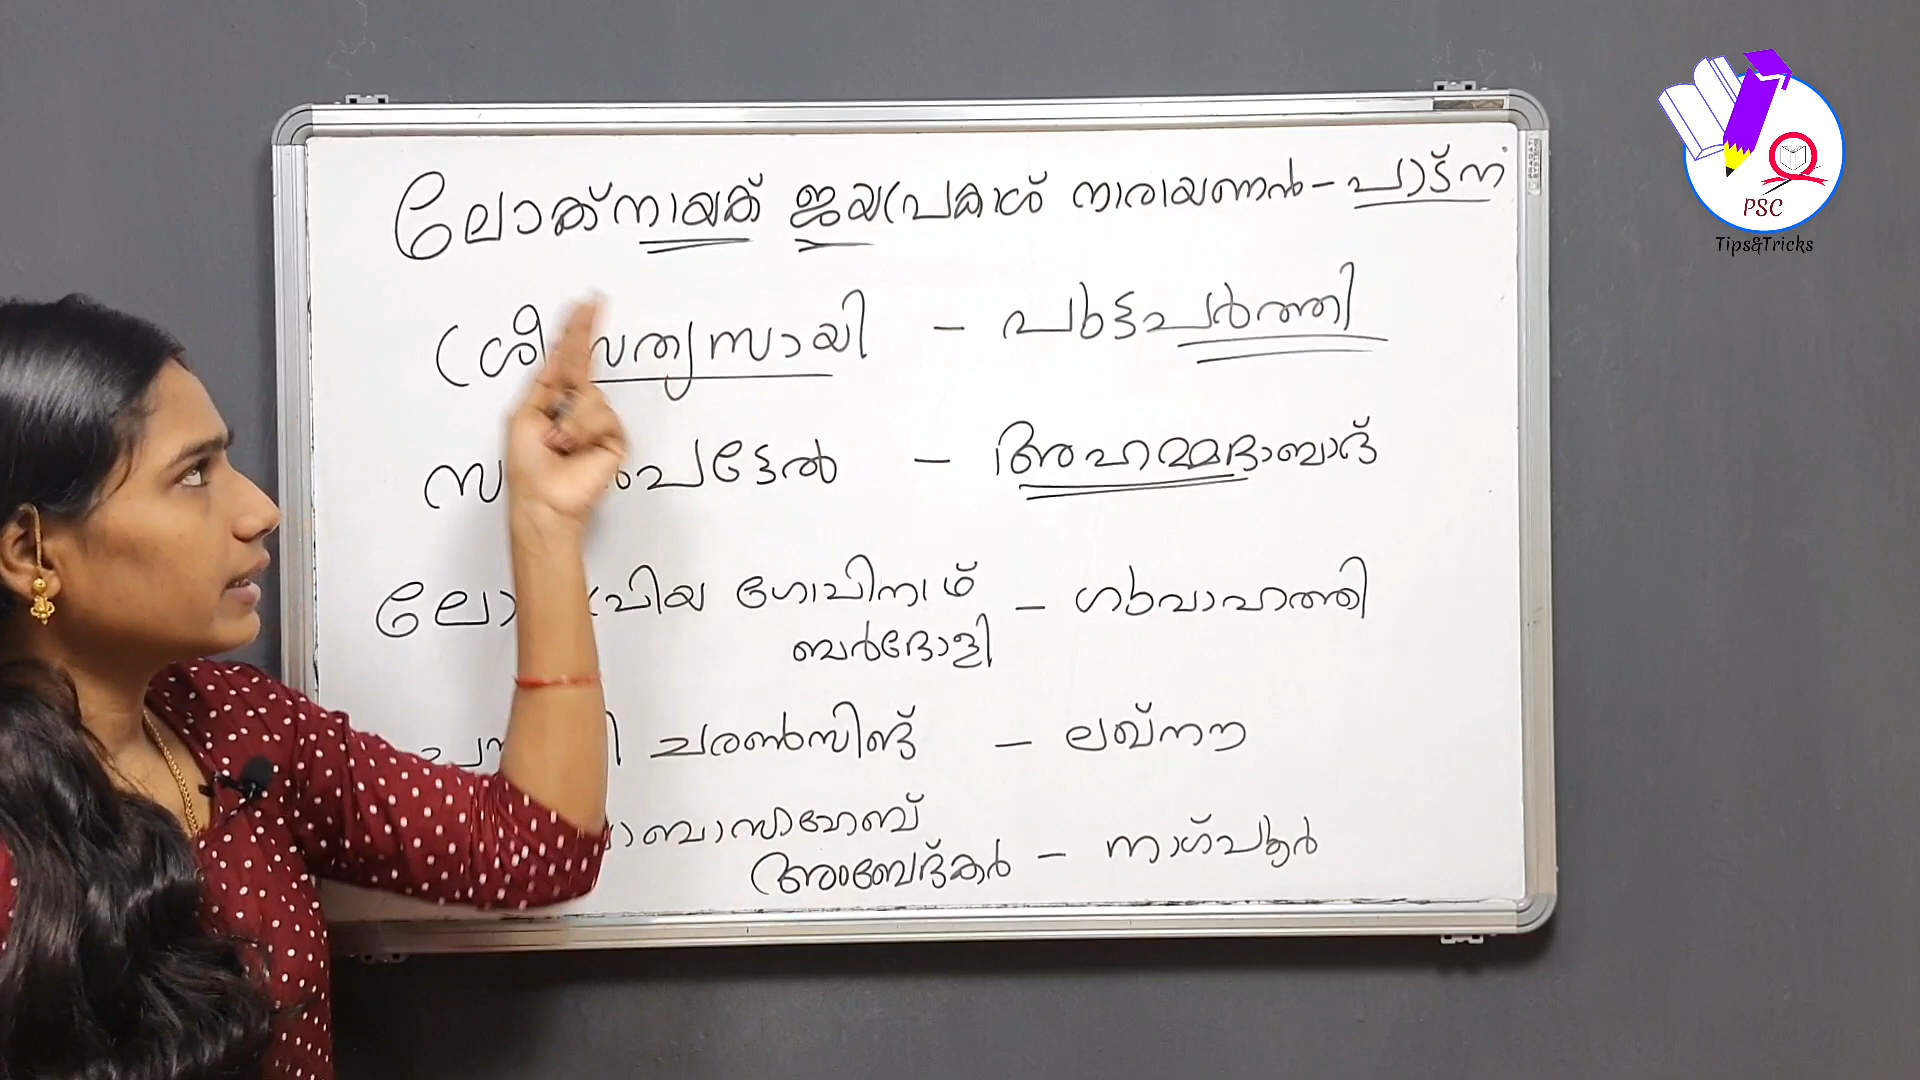 ലോക്നായക് ജയപ്രകാശ് നാരായണൻ - പാട്ന
ശ്രീ സത്യസായി - പുട്ടപർത്തി
പട്ടേൽ - അഹമ്മദാബാദ്
പ്രിയ ഗോപിനാഥ്
ബർദോളി - ഗുവാഹത്തി
ചരൺസിങ് - ലഖ്നൗ
ബാസാഹേബ്
അംബേദ്കർ - നാഗ്പൂർ
PSC
Tips&Tricks